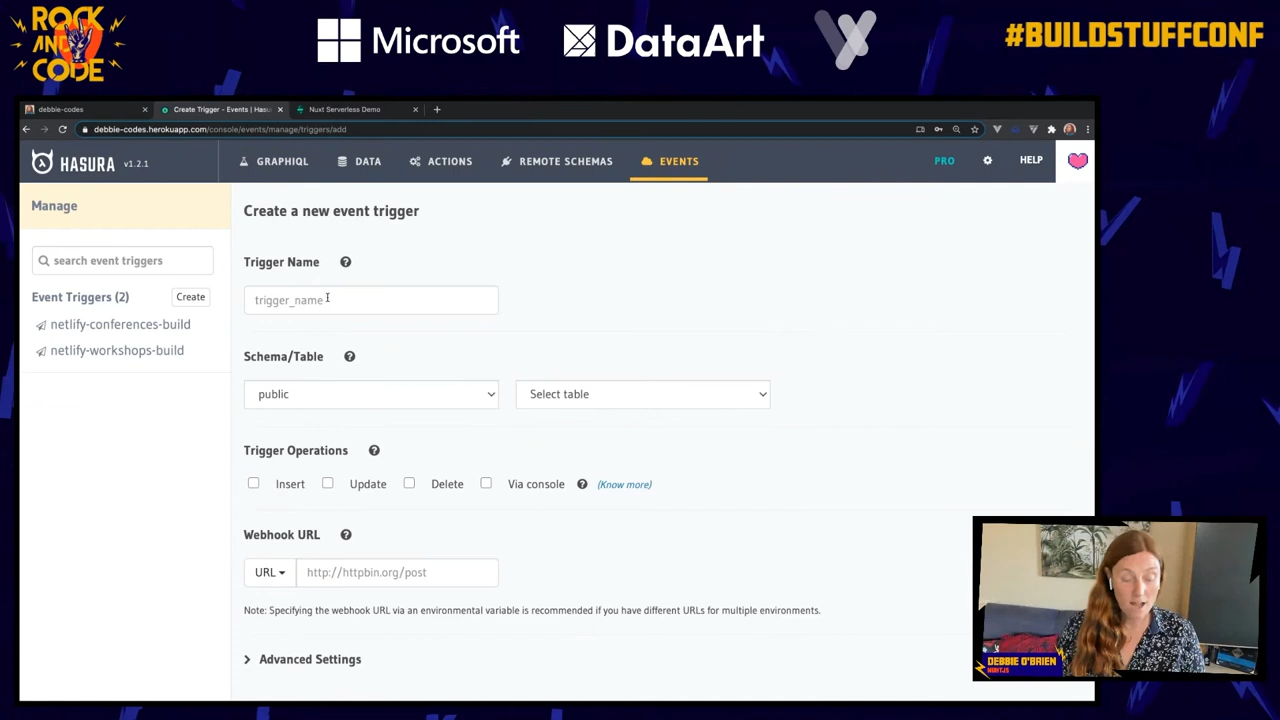 ROCK
AND
CODE
Microsoft
DataArt
#BUILDSTUFFCONF
debbie-codes
Create Trigger - Events | Hasu
Nuxt Serverless Demo
debbie-codes.herokuapp.com/console/events/manage/triggers/add
HASURA v1.2.1
GRAPHIQL
DATA
ACTIONS
REMOTE SCHEMAS
EVENTS
PRO
HELP
Manage
search event triggers
Event Triggers (2)
Create
netlify-conferences-build
netlify-workshops-build
Create a new event trigger
Trigger Name
trigger_name
Schema/Table
public
Select table
Trigger Operations
Insert
Update
Delete
Via console
(Know more)
Webhook URL
URL
http://httpbin.org/post
Note: Specifying the webhook URL via an environmental variable is recommended if you have different URLs for multiple environments.
Advanced Settings
DEBBIE O'BRIEN
NUXTJS